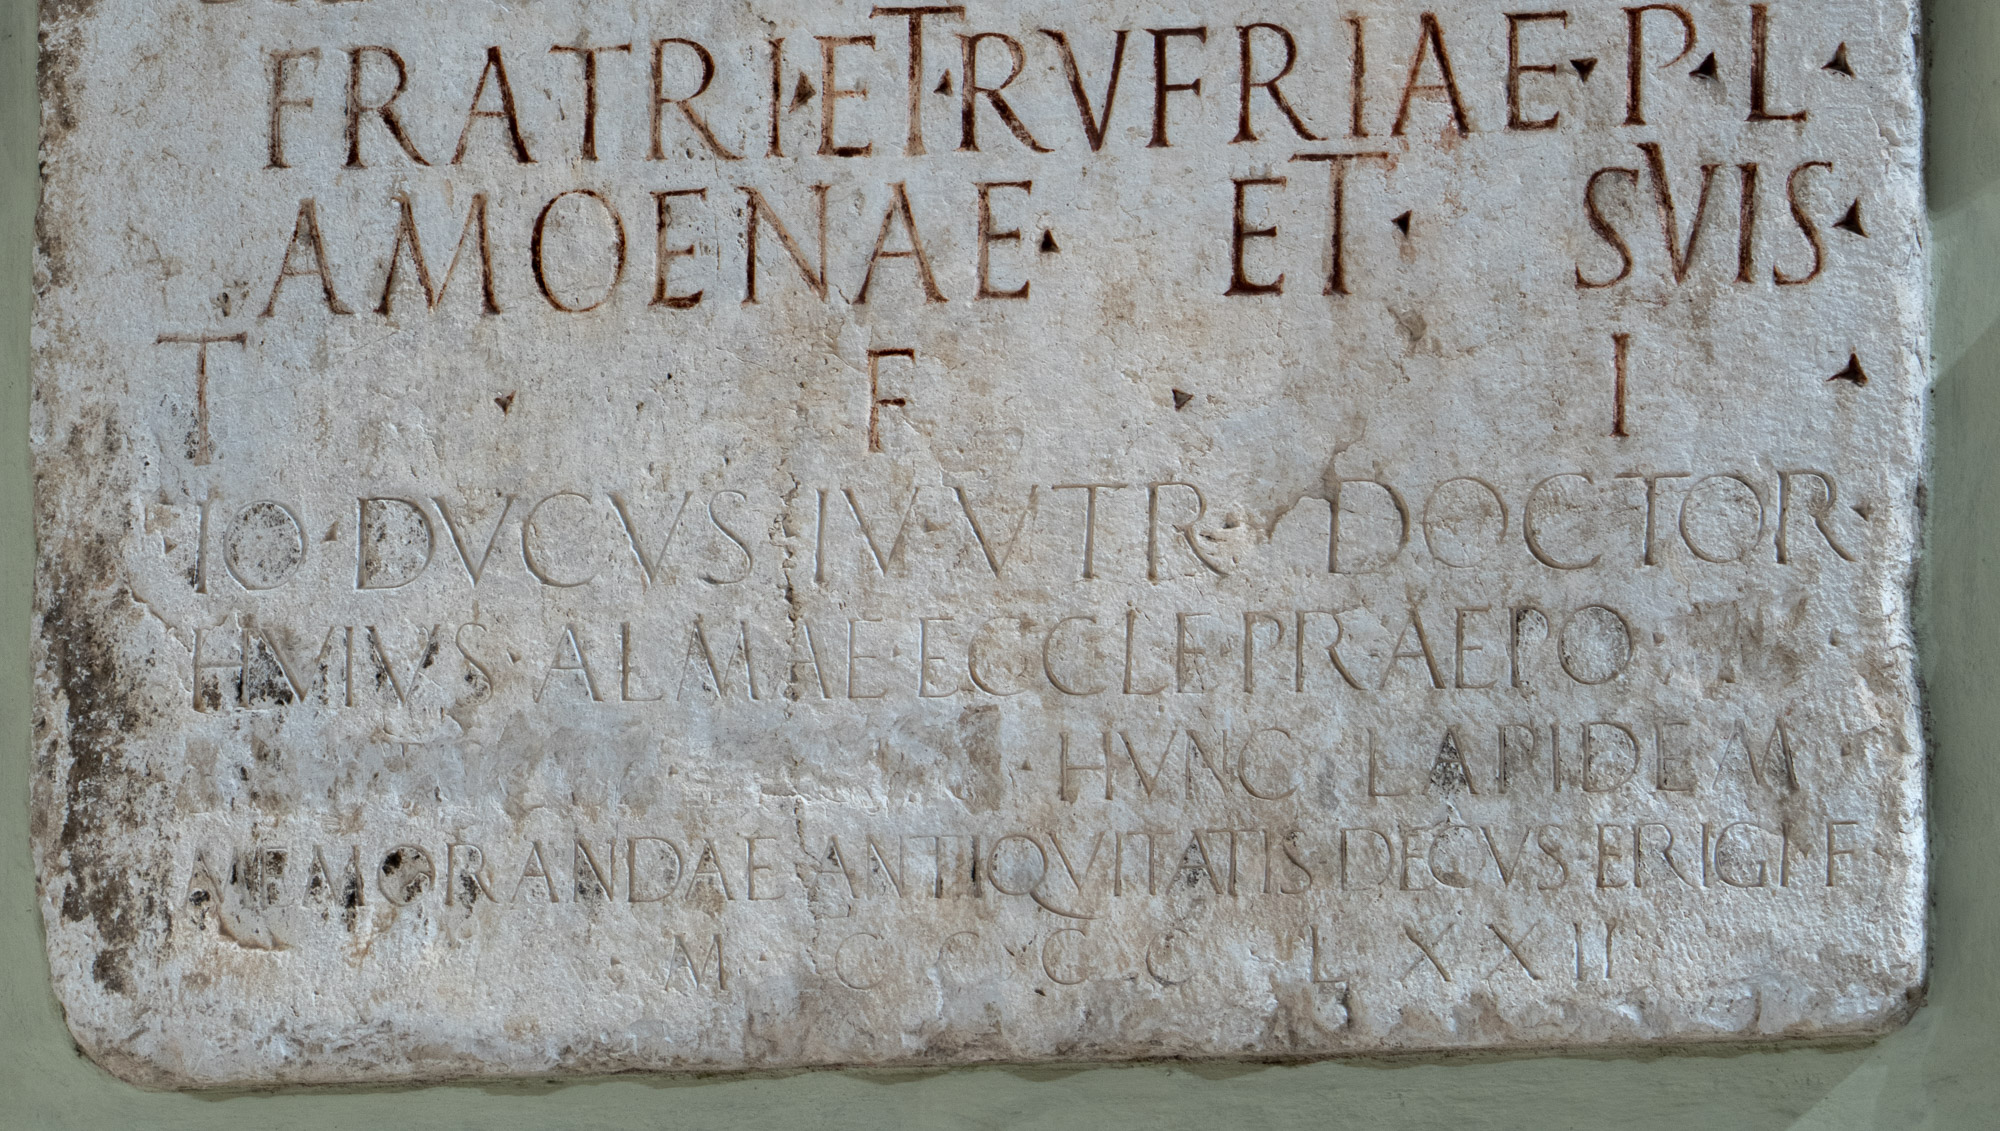 FRATRI·ET·RVFRIAE·P·L·
AMOENAE· ET· SVIS·
T · F · I ·
·IO·DVCVS·IV·VTR·DOCTOR·
HVIVS·ALMAE·ECCLE·PRAEPO·
·HVNC LAPIDEM
MEMORANDAE ANTIQVITATIS DECVS·ERIGI·F·
·M·CCCC LXXII